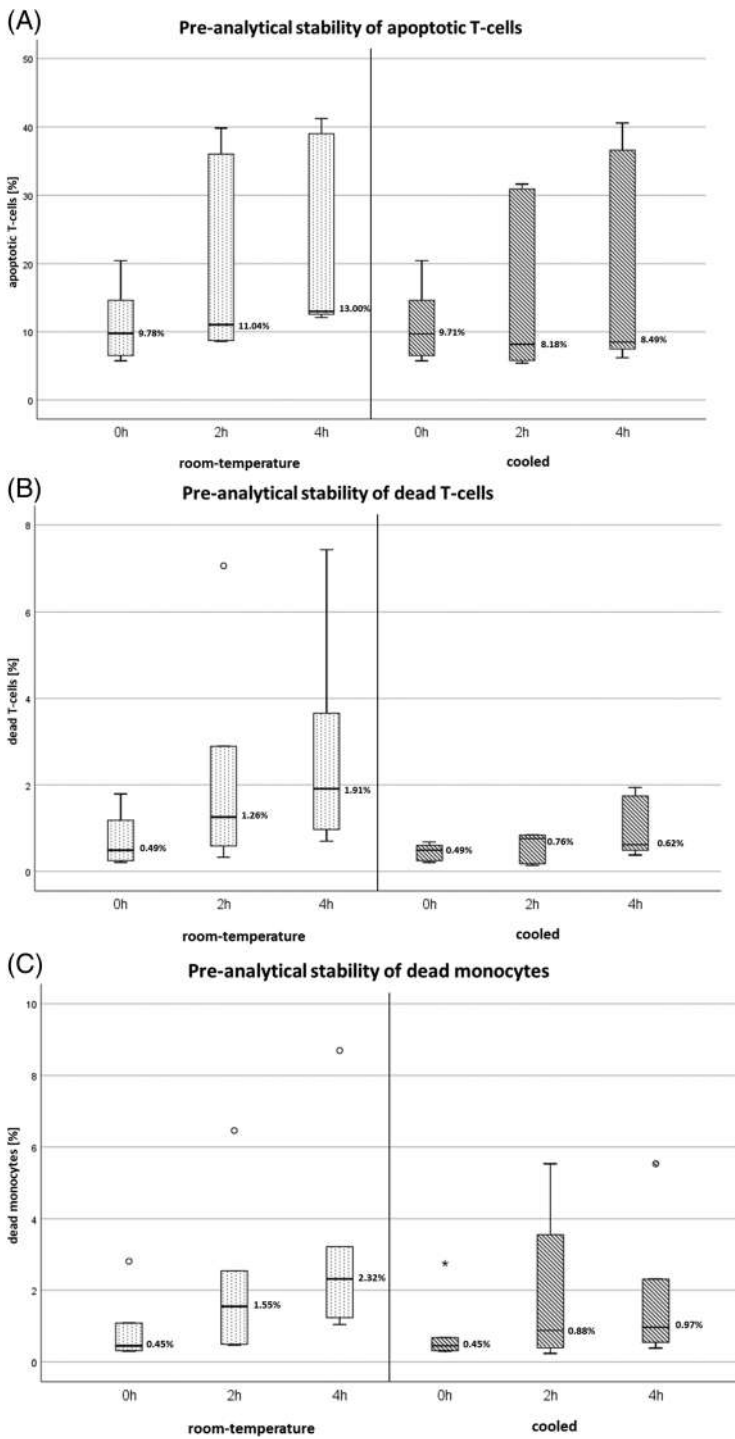 (A)
Pre-analytical stability of apoptotic T-cells
apoptotic T-cells [%]
50
40
30
20
10
0
9.78%
11.04%
13.00%
9.71%
8.18%
8.49%
0h 2h 4h 0h 2h 4h
room-temperature cooled
(B)
Pre-analytical stability of dead T-cells
dead T-cells [%]
8
6
4
2
0
0.49%
1.26%
1.91%
0.49%
0.76%
0.62%
0h 2h 4h 0h 2h 4h
room-temperature cooled
(C)
Pre-analytical stability of dead monocytes
dead monocytes [%]
10
8
6
4
2
0
0.45%
1.55%
2.32%
0.45%
0.88%
0.97%
0h 2h 4h 0h 2h 4h
room-temperature cooled